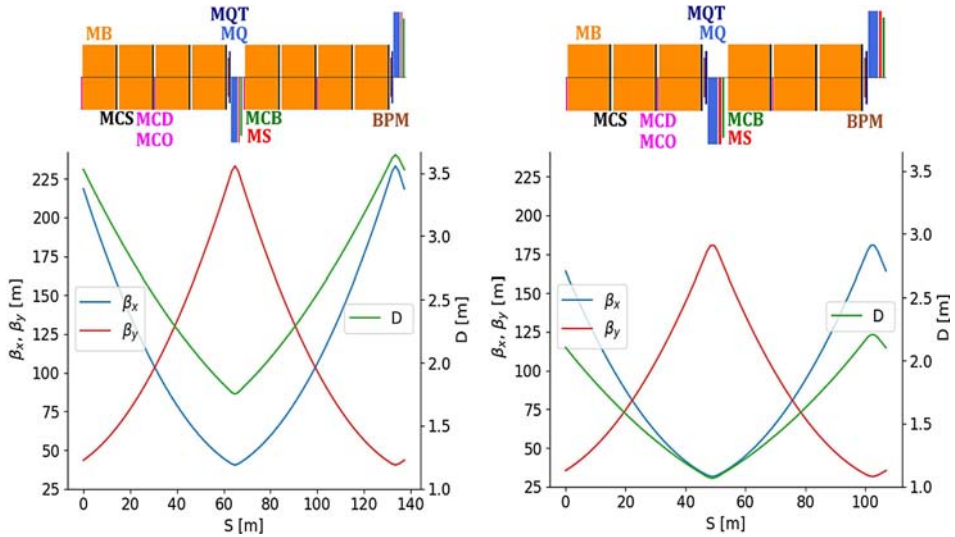 MQT
MB MQ
MCS MCD MCB BPM
MCO MS
225
200
175
150
125
100
75
50
25
βx, βy [m]
βx
βy
D
3.5
3.0
2.5
2.0
1.5
1.0
D [m]
0 20 40 60 80 100 120 140
S [m]
MQT
MB MQ
MCS MCD MCB BPM
MCO MS
225
200
175
150
125
100
75
50
25
βx, βy [m]
βx
βy
D
3.5
3.0
2.5
2.0
1.5
1.0
D [m]
0 20 40 60 80 100
S [m]